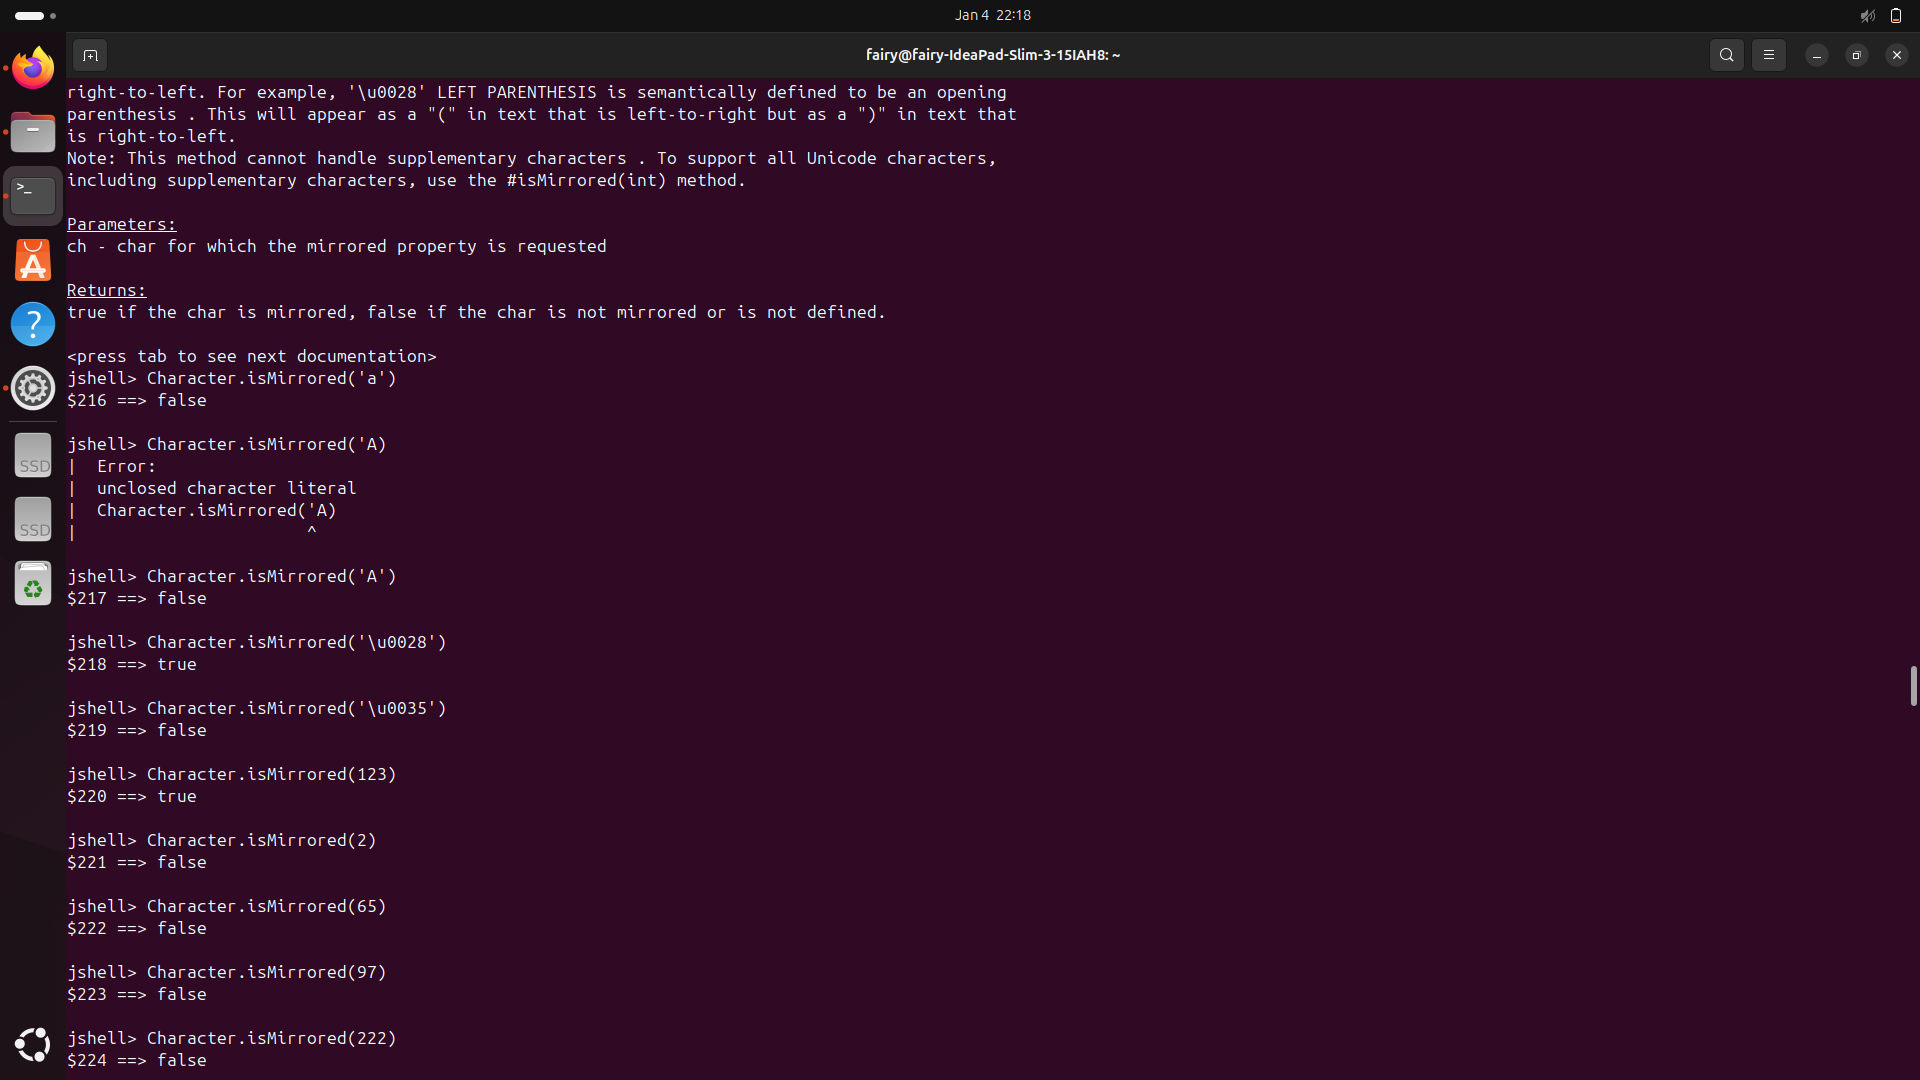 Jan 4 22:18
fairy@fairy-IdeaPad-Slim-3-15IAH8: ~
right-to-left. For example, '\u0028' LEFT PARENTHESIS is semantically defined to be an opening
parenthesis . This will appear as a "(" in text that is left-to-right but as a ")" in text that
is right-to-left.
Note: This method cannot handle supplementary characters . To support all Unicode characters,
including supplementary characters, use the #isMirrored(int) method.
Parameters:
ch - char for which the mirrored property is requested
Returns:
true if the char is mirrored, false if the char is not mirrored or is not defined.
<press tab to see next documentation>
jshell> Character.isMirrored('a')
$216 ==> false
jshell> Character.isMirrored('A)
|  Error:
|  unclosed character literal
|  Character.isMirrored('A)
|                       ^
jshell> Character.isMirrored('A')
$217 ==> false
jshell> Character.isMirrored('\u0028')
$218 ==> true
jshell> Character.isMirrored('\u0035')
$219 ==> false
jshell> Character.isMirrored(123)
$220 ==> true
jshell> Character.isMirrored(2)
$221 ==> false
jshell> Character.isMirrored(65)
$222 ==> false
jshell> Character.isMirrored(97)
$223 ==> false
jshell> Character.isMirrored(222)
$224 ==> false
>_
?
SSD
SSD